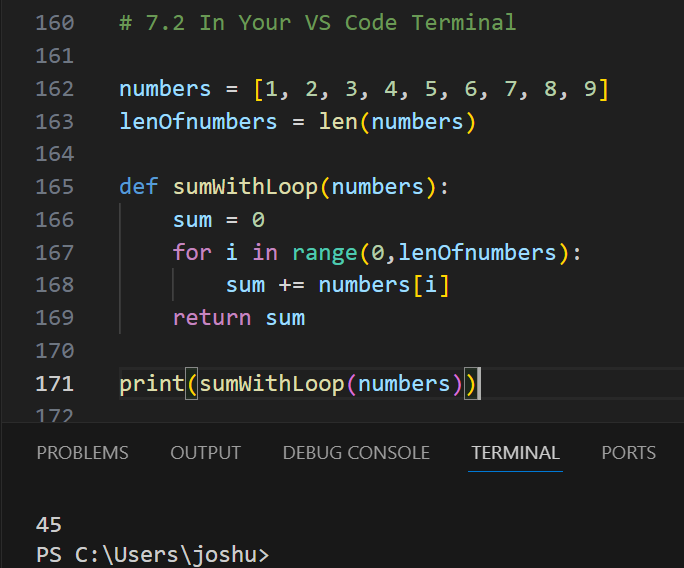 160 # 7.2 In Your VS Code Terminal
161
162 numbers = [1, 2, 3, 4, 5, 6, 7, 8, 9]
163 lenOfnumbers = len(numbers)
164
165 def sumWithLoop(numbers):
166     sum = 0
167     for i in range(0,lenOfnumbers):
168         sum += numbers[i]
169     return sum
170
171 print(sumWithLoop(numbers))
172
PROBLEMS OUTPUT DEBUG CONSOLE TERMINAL PORTS
45
PS C:\Users\joshu>